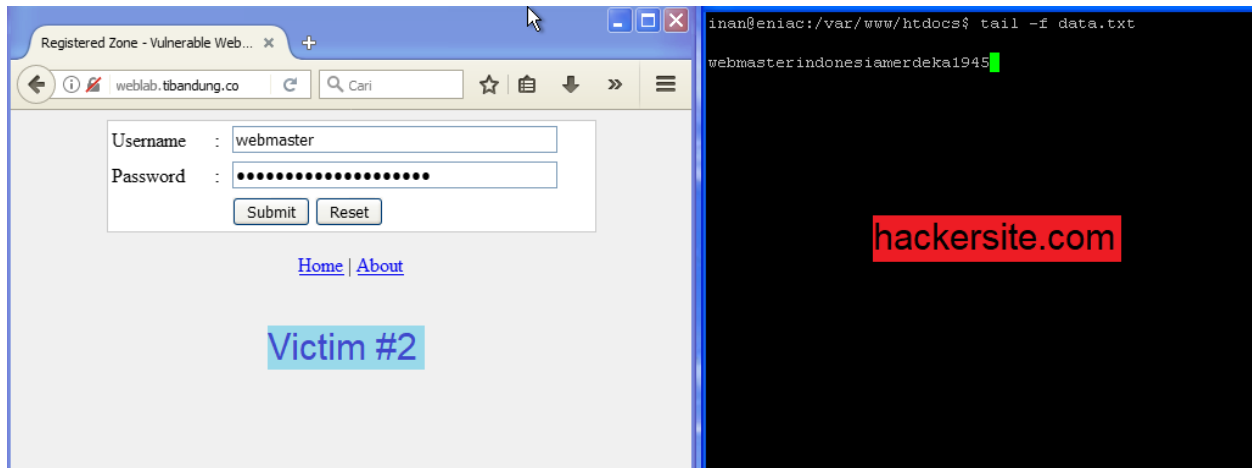 Registered Zone - Vulnerable Web...
weblab.tibandung.co
Cari
Username : webmaster
Password : ••••••••••••••••••••
Submit Reset
Home | About
Victim #2
inan@eniac:/var/www/htdocs$ tail -f data.txt
webmasterindonesiamerdeka1945
hackersite.com